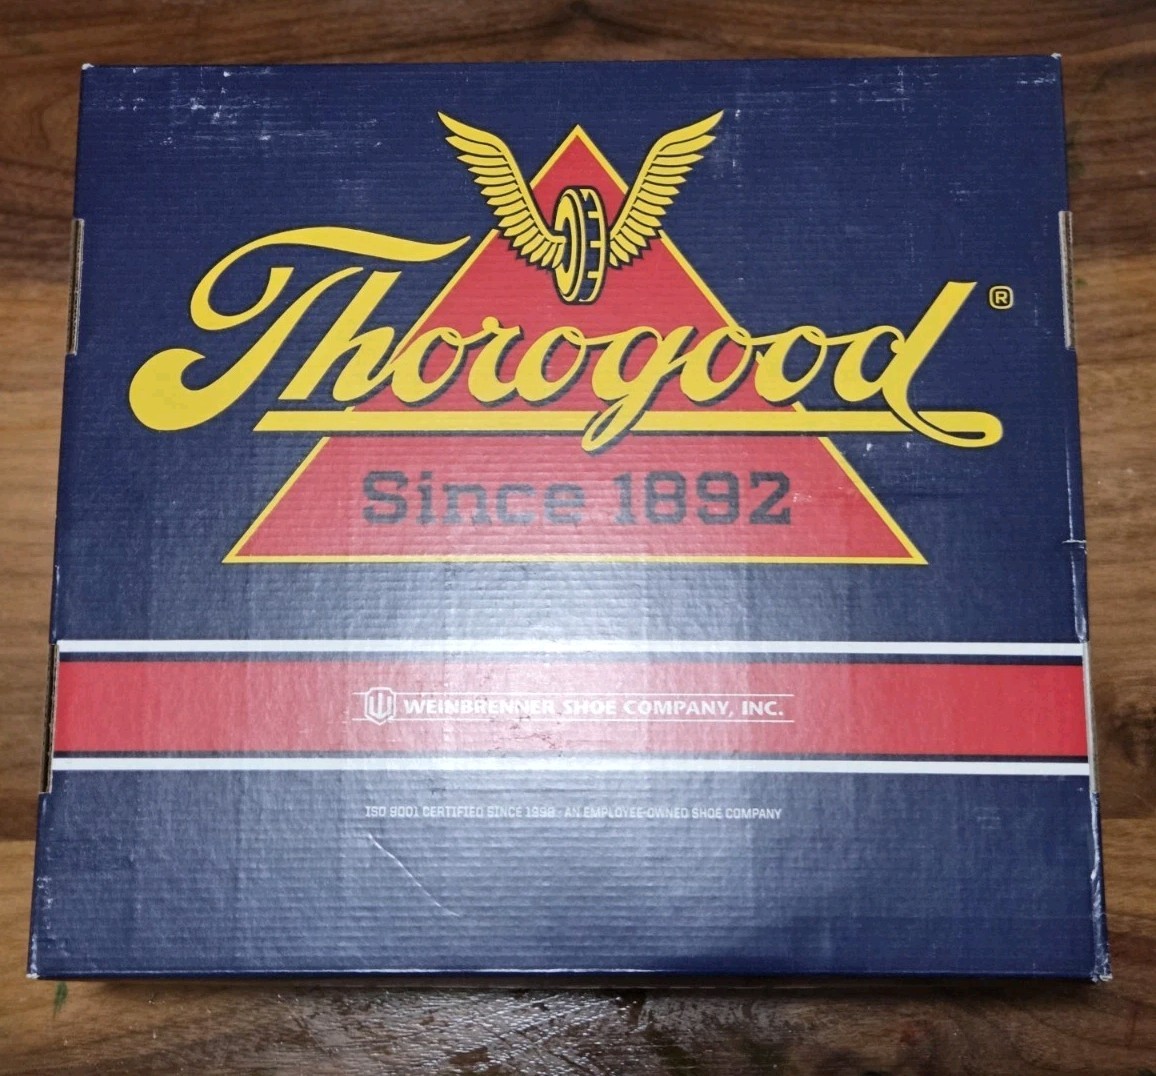 Thorogood®
Since 1892
WEINBRENNER SHOE COMPANY, INC.
ISO 9001 CERTIFIED SINCE 1998 - AN EMPLOYEE-OWNED SHOE COMPANY